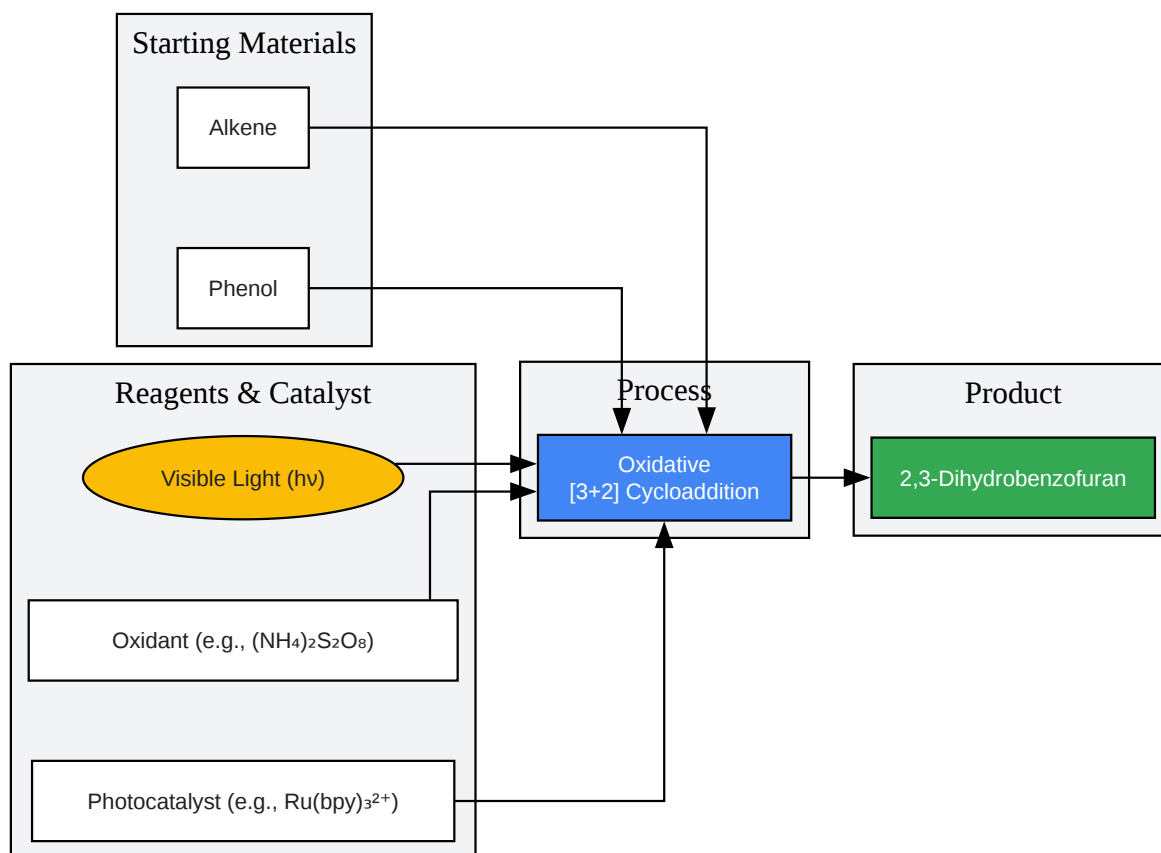 Starting Materials
Alkene
Phenol
Reagents & Catalyst
Visible Light (hν)
Oxidant (e.g., (NH₄)₂S₂O₈)
Photocatalyst (e.g., Ru(bpy)₃²⁺)
Process
Oxidative
[3+2] Cycloaddition
Product
2,3-Dihydrobenzofuran